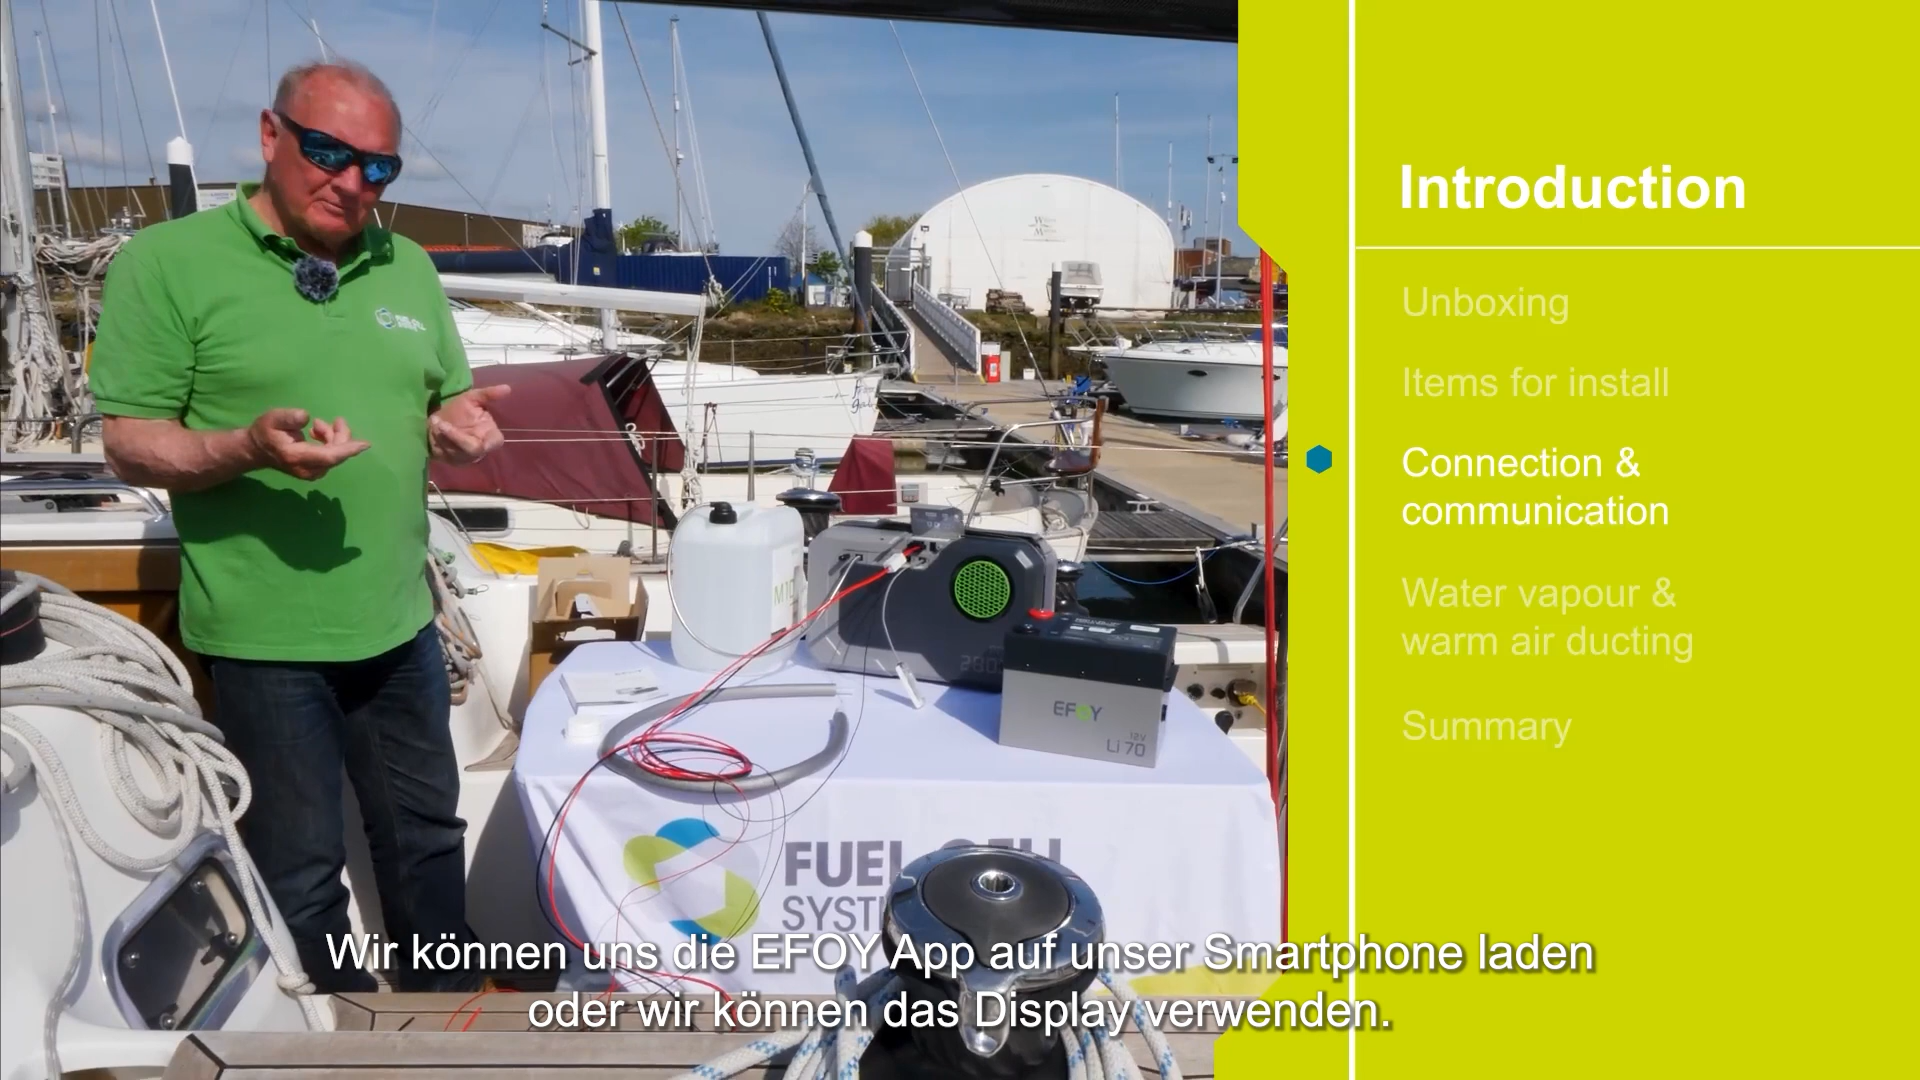 Introduction
Unboxing
Items for install
Connection &
communication
Water vapour &
warm air ducting
Summary
EFOY
12V
Li 70
FUEL CELL
SYST
Wir können uns die EFOY App auf unser Smartphone laden
oder wir können das Display verwenden.